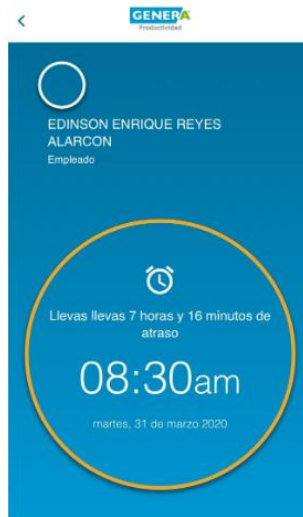 GENERA
Productividad
EDINSON ENRIQUE REYES
ALARCON
Empleado
Llevas llevas 7 horas y 16 minutos de
atraso
08:30am
martes, 31 de marzo 2020